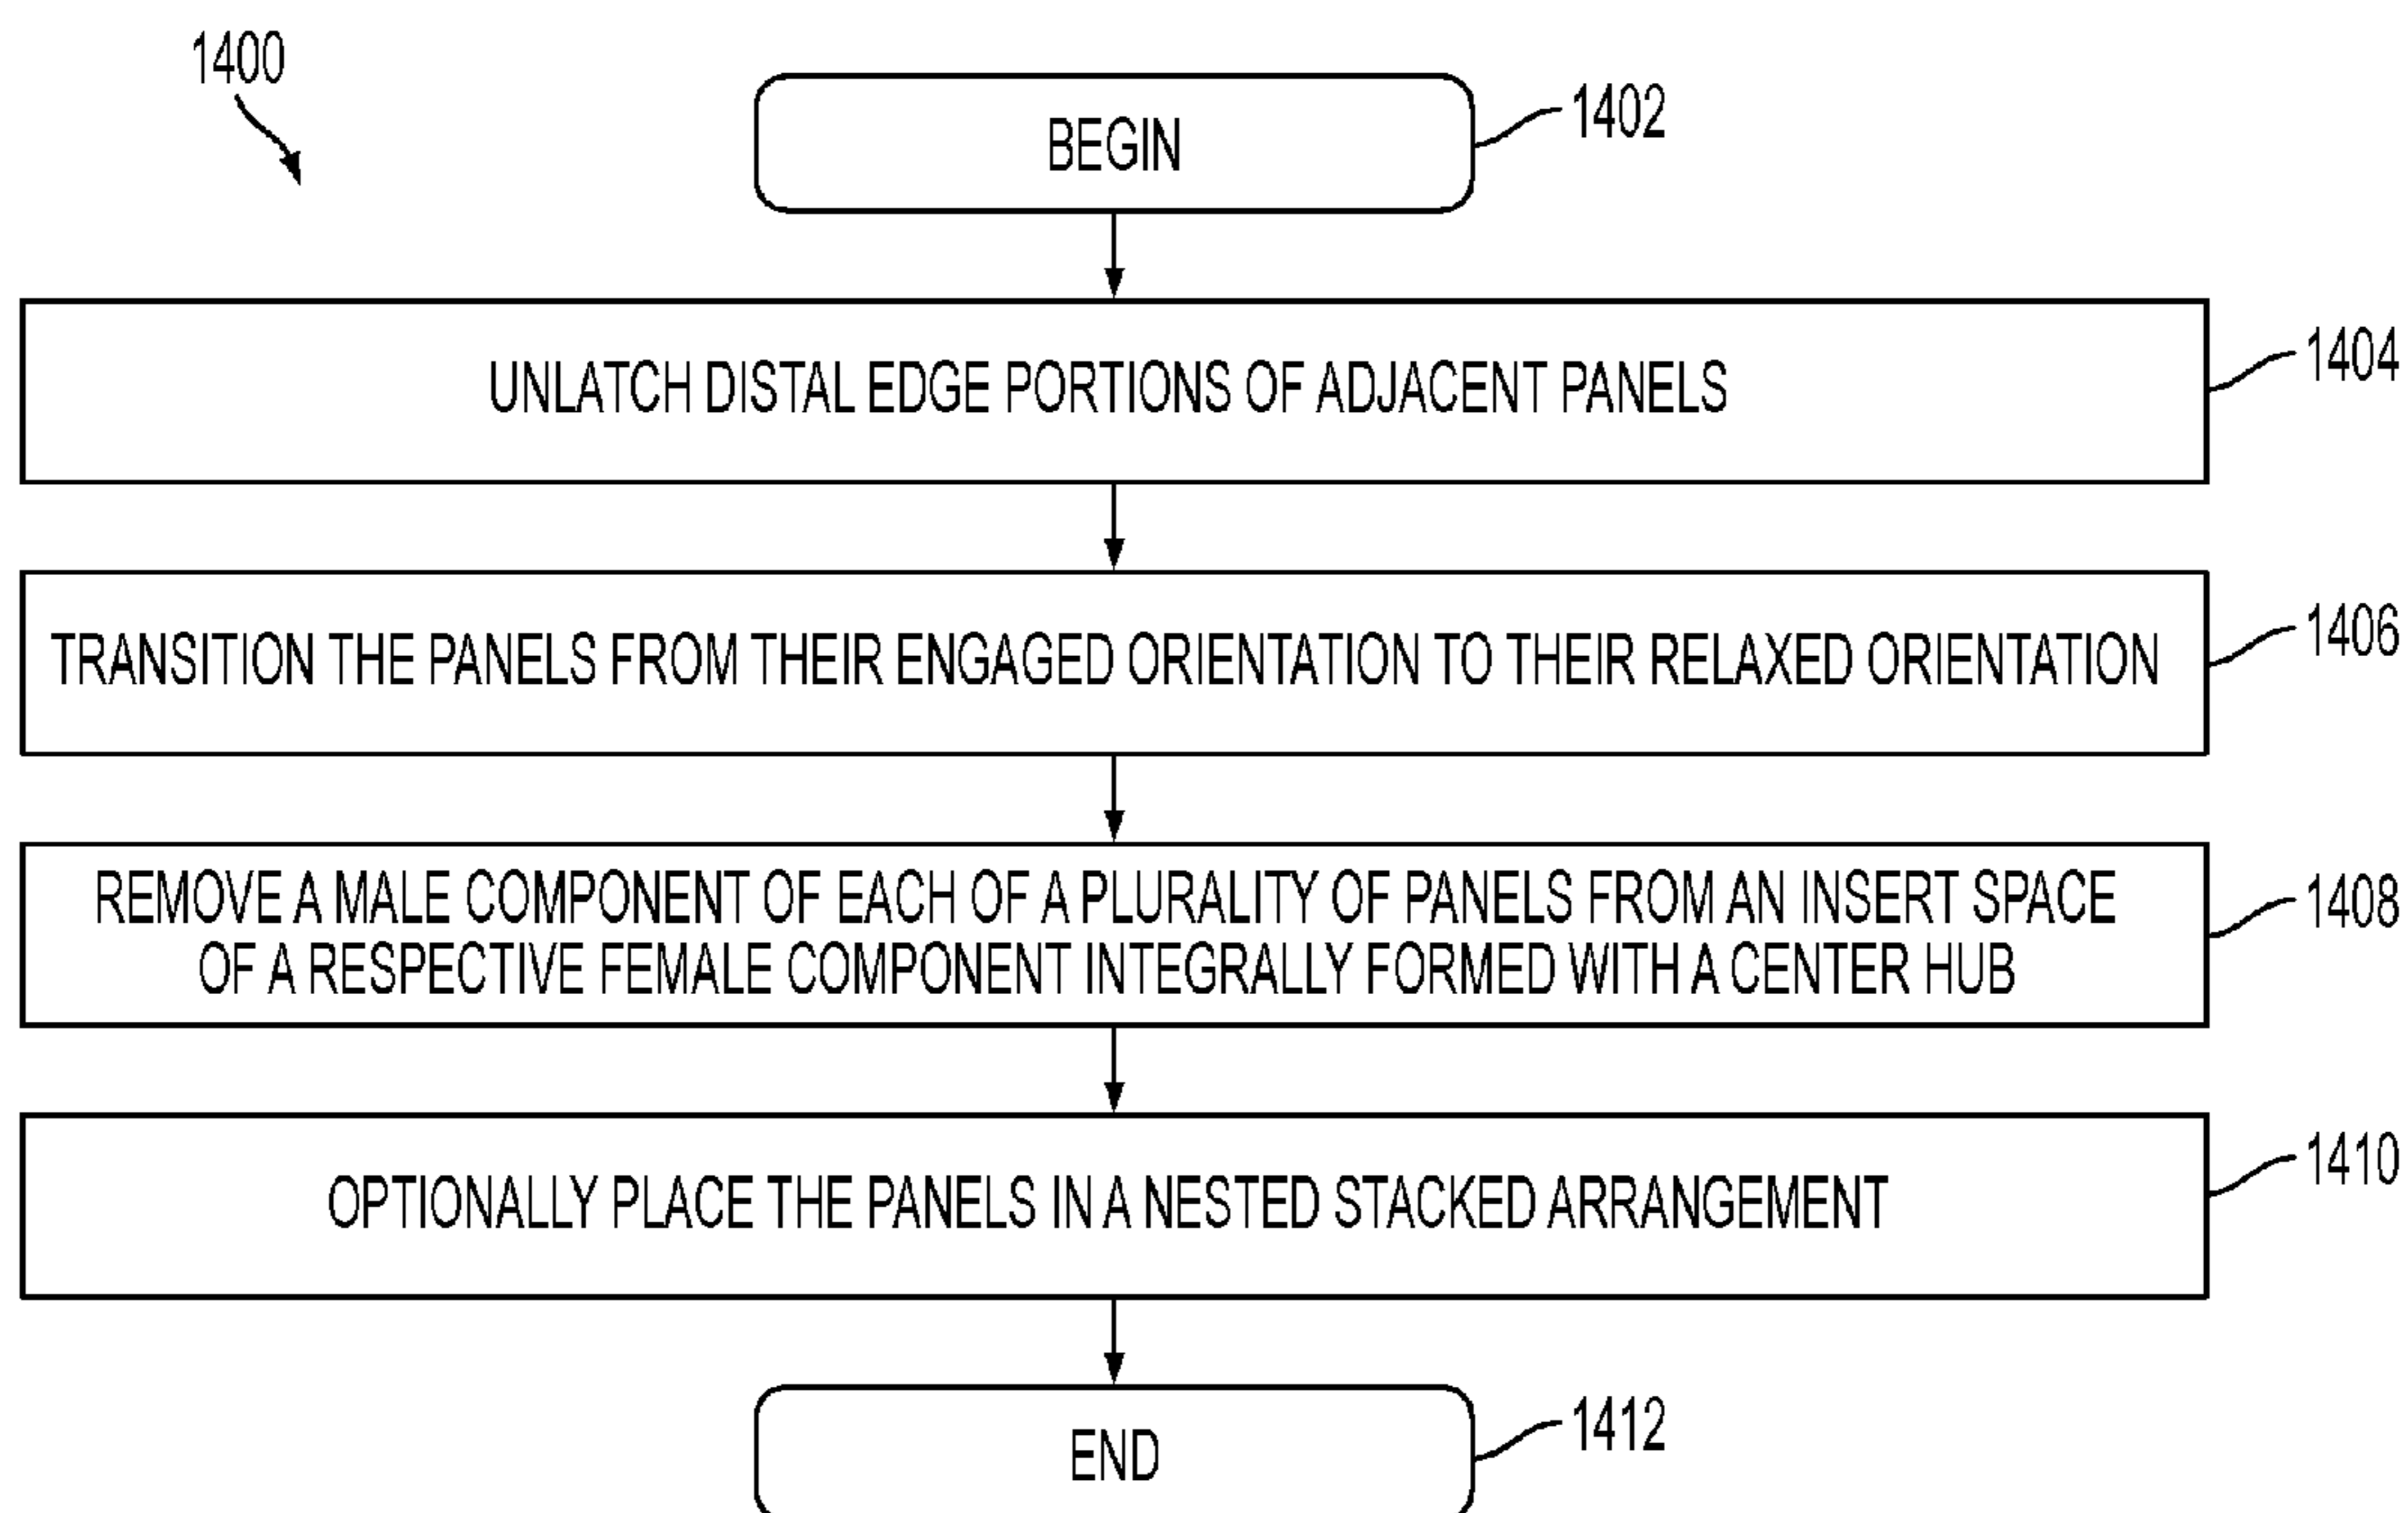 1400
BEGIN
1402
UNLATCH DISTAL EDGE PORTIONS OF ADJACENT PANELS
1404
TRANSITION THE PANELS FROM THEIR ENGAGED ORIENTATION TO THEIR RELAXED ORIENTATION
1406
REMOVE A MALE COMPONENT OF EACH OF A PLURALITY OF PANELS FROM AN INSERT SPACE
OF A RESPECTIVE FEMALE COMPONENT INTEGRALLY FORMED WITH A CENTER HUB
1408
OPTIONALLY PLACE THE PANELS IN A NESTED STACKED ARRANGEMENT
1410
END
1412